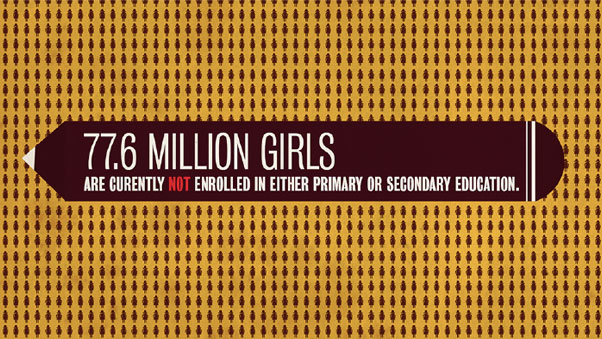 77.6 MILLION GIRLS
ARE CURENTLY NOT ENROLLED IN EITHER PRIMARY OR SECONDARY EDUCATION.